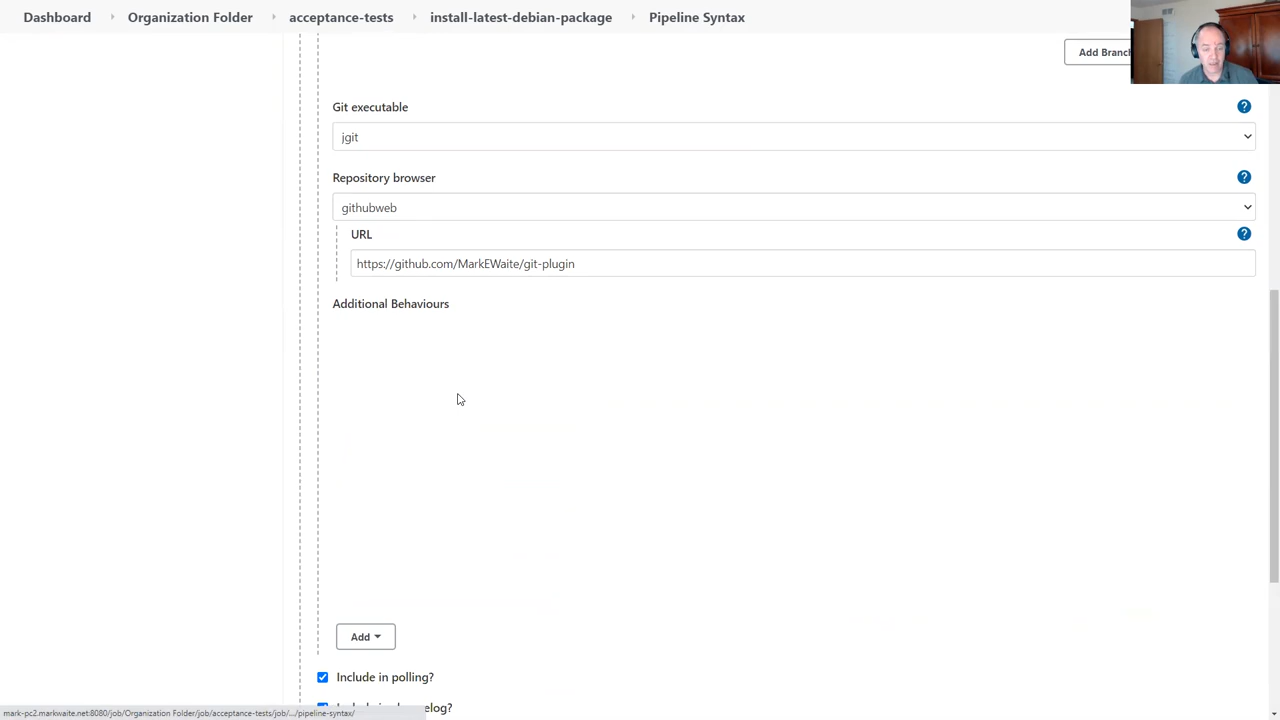 Dashboard Organization Folder acceptance-tests install-latest-debian-package Pipeline Syntax
Add Branch
Git executable
jgit
Repository browser
githubweb
URL
https://github.com/MarkEWaite/git-plugin
Additional Behaviours
Add
Include in polling?
mark-pc2.markwaite.net:8080/job/Organization Folder/job/acceptance-tests/job/.../pipeline-syntax/